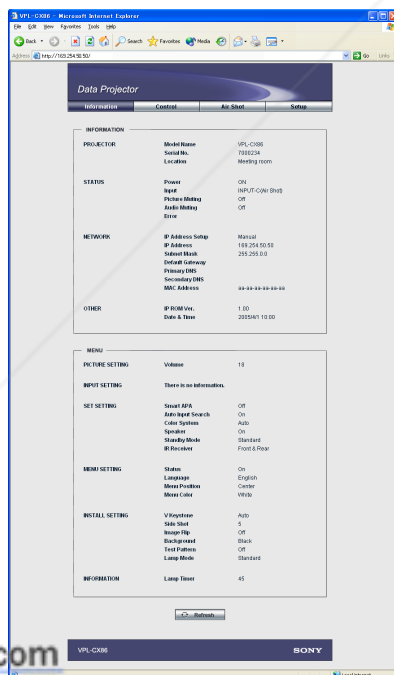 VPL-CX86 - Microsoft Internet Explorer
File Edit View Favorites Tools Help
Back Search Favorites Media
Address http://169.254.50.50/ Go Links
Data Projector
Information Control Air Shot Setup
INFORMATION
PROJECTOR Model Name VPL-CX86
Serial No. 7000234
Location Meeting room
STATUS Power ON
Input INPUT-C(Air Shot)
Picture Muting Off
Audio Muting Off
Error
NETWORK IP Address Setup Manual
IP Address 169.254.50.50
Subnet Mask 255.255.0.0
Default Gateway
Primary DNS
Secondary DNS
MAC Address aa-aa-aa-aa-aa-aa
OTHER IP ROM Ver. 1.00
Date & Time 2005/4/1 10:00
MENU
PICTURE SETTING Volume 18
INPUT SETTING There is no information.
SET SETTING Smart APA Off
Auto Input Search On
Color System Auto
Speaker On
Standby Mode Standard
IR Receiver Front & Rear
MENU SETTING Status On
Language English
Menu Position Center
Menu Color White
INSTALL SETTING V Keystone Auto
Side Shot 5
Image Flip Off
Background Black
Test Pattern Off
Lamp Mode Standard
INFORMATION Lamp Timer 45
Refresh
VPL-CX86 SONY
com
Local intranet